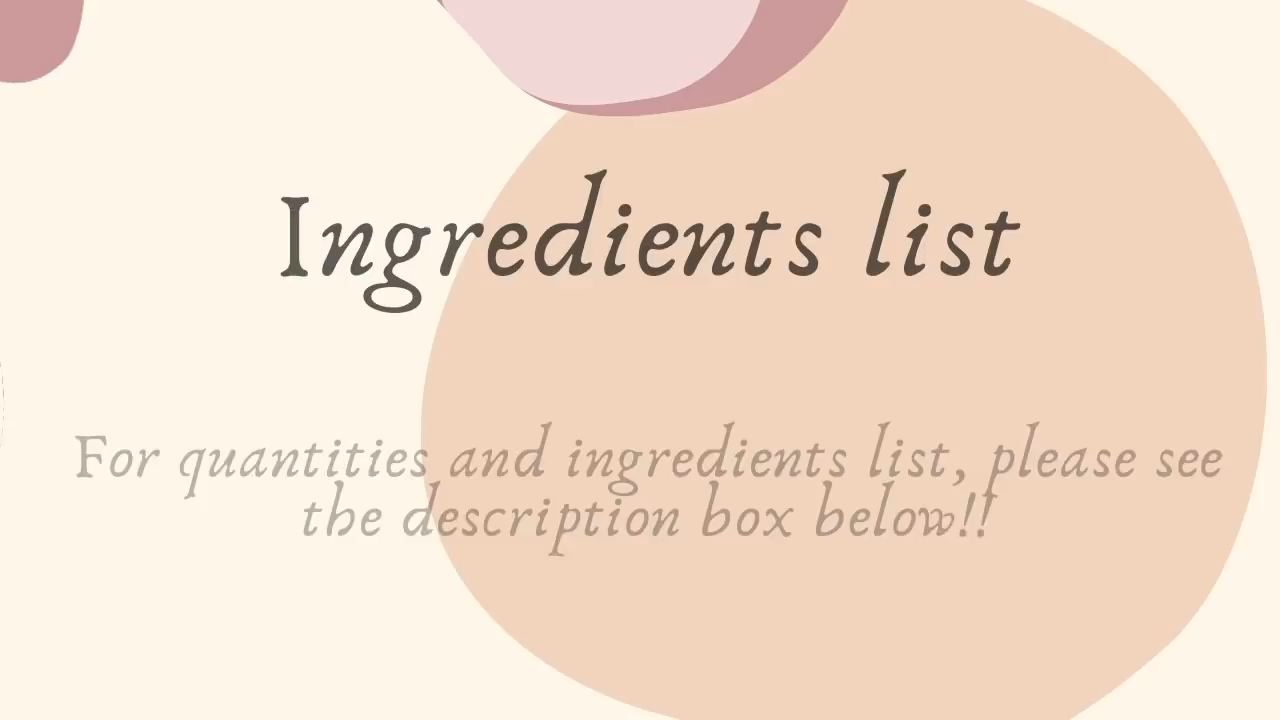 Ingredients list
For quantities and ingredients list, please see
the description box below!!